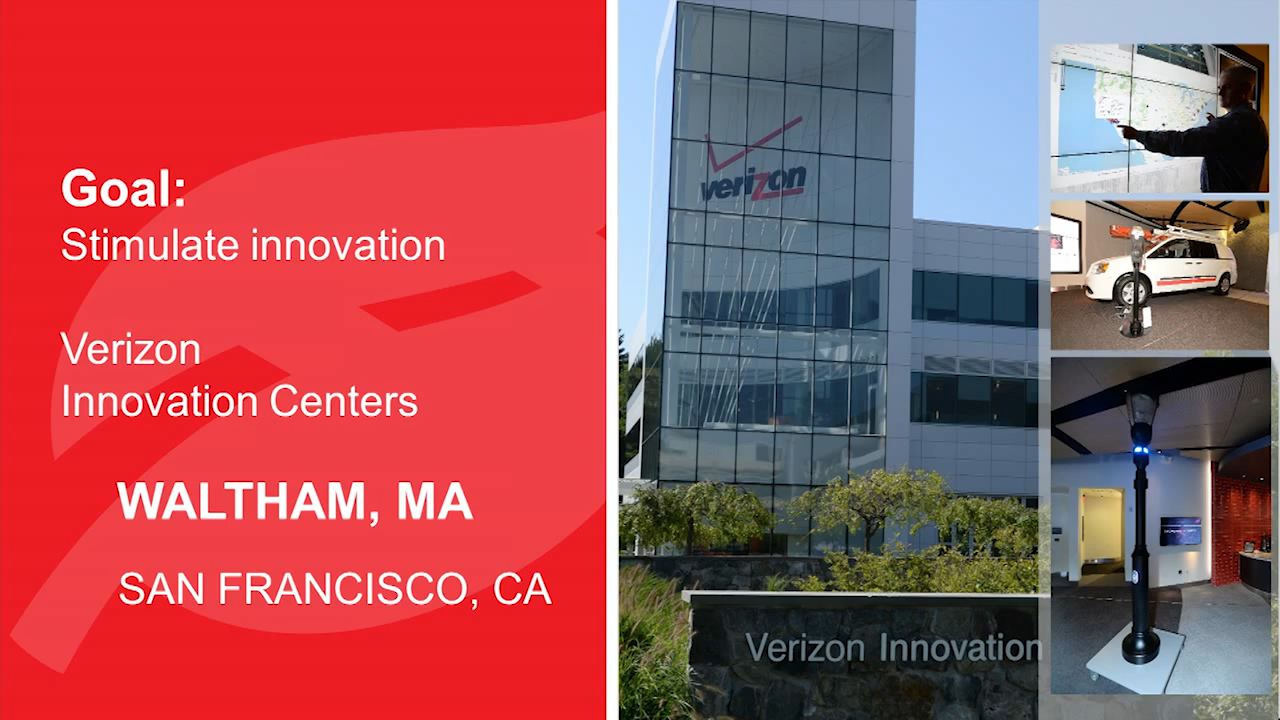 Goal:
Stimulate innovation
Verizon
Innovation Centers
WALTHAM, MA
SAN FRANCISCO, CA
verizon
Verizon Innovation